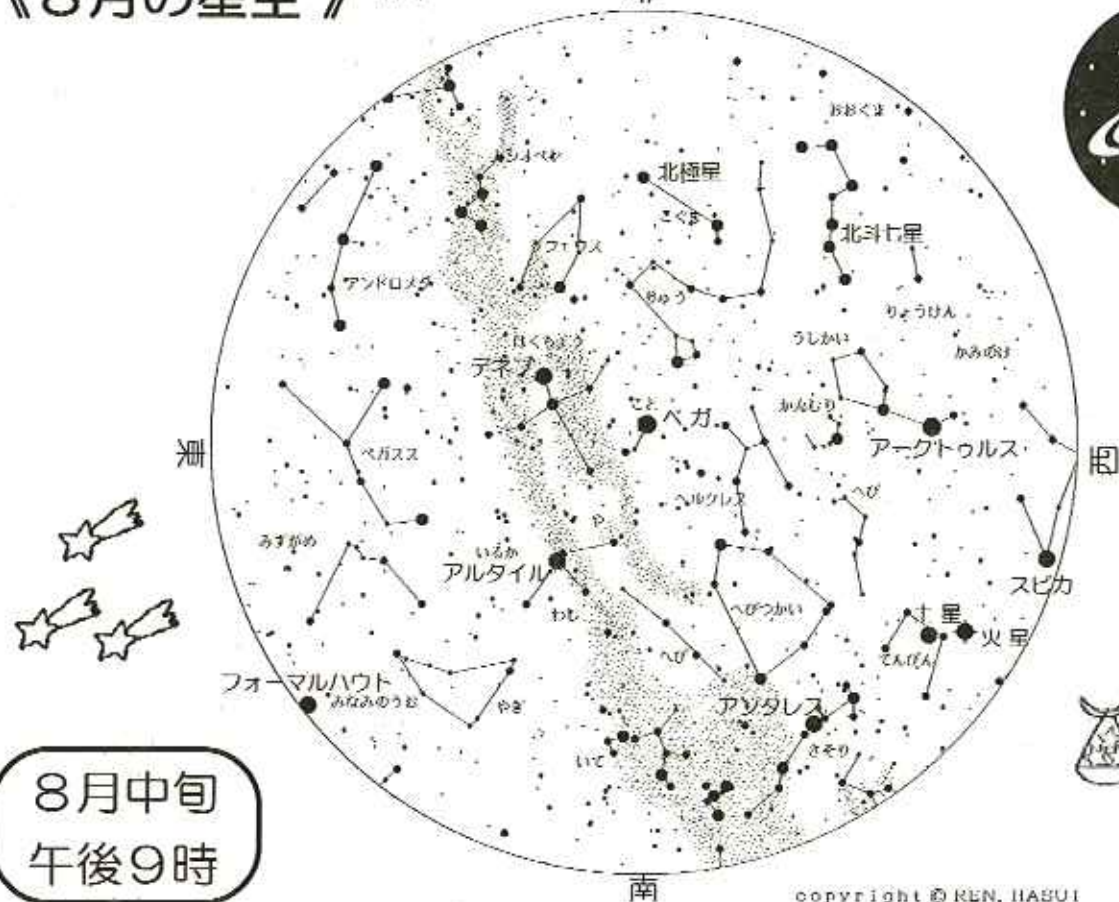 《８月の星空》
おおぐま
カシオペヤ
北極星
こぐま
北斗七星
ケフェウス
アンドロメダ
りゅう
りょうけん
うしかい
かみのけ
はくちょう
デネブ
こと
ベガ
かんむり
アークトゥルス
東
西
ペガスス
ヘルクレス
へび
や
みずがめ
いるか
アルタイル
スピカ
わし
へびつかい
土星
火星
てんびん
へび
フォーマルハウト
みなみのうお
やぎ
アンタレス
さそり
いて
８月中旬
午後９時
南
copyright © REN, HASUI